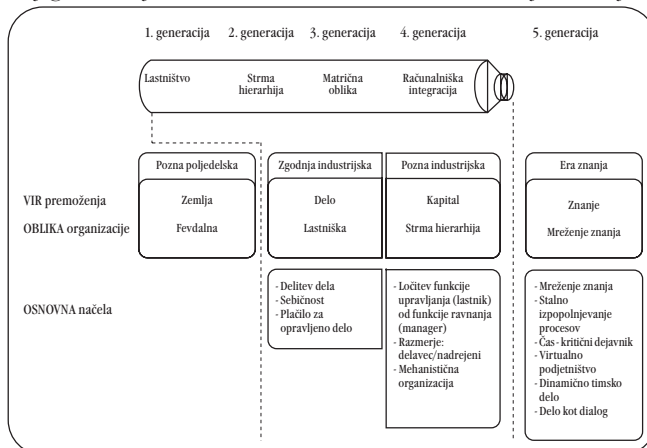 1. generacija 2. generacija 3. generacija 4. generacija 5. generacija
Lastništvo Strma hierarhija Matrična oblika Računalniška integracija
Pozna poljedelska Zgodnja industrijska Pozna industrijska Era znanja
VIR premoženja Zemlja Delo Kapital Znanje
OBLIKA organizacije Fevdalna Lastniška Strma hierarhija Mreženje znanja
OSNOVNA načela
- Delitev dela
- Sebičnost
- Plačilo za
opravljeno delo
- Ločitev funkcije
upravljanja (lastnik)
od funkcije ravnanja
(manager)
- Razmerje:
delavec/nadrejeni
- Mehanistična
organizacija
- Mreženje znanja
- Stalno
izpopolnjevanje
procesov
- Čas - kritični dejavnik
- Virtualno
podjetništvo
- Dinamično timsko
delo
- Delo kot dialog